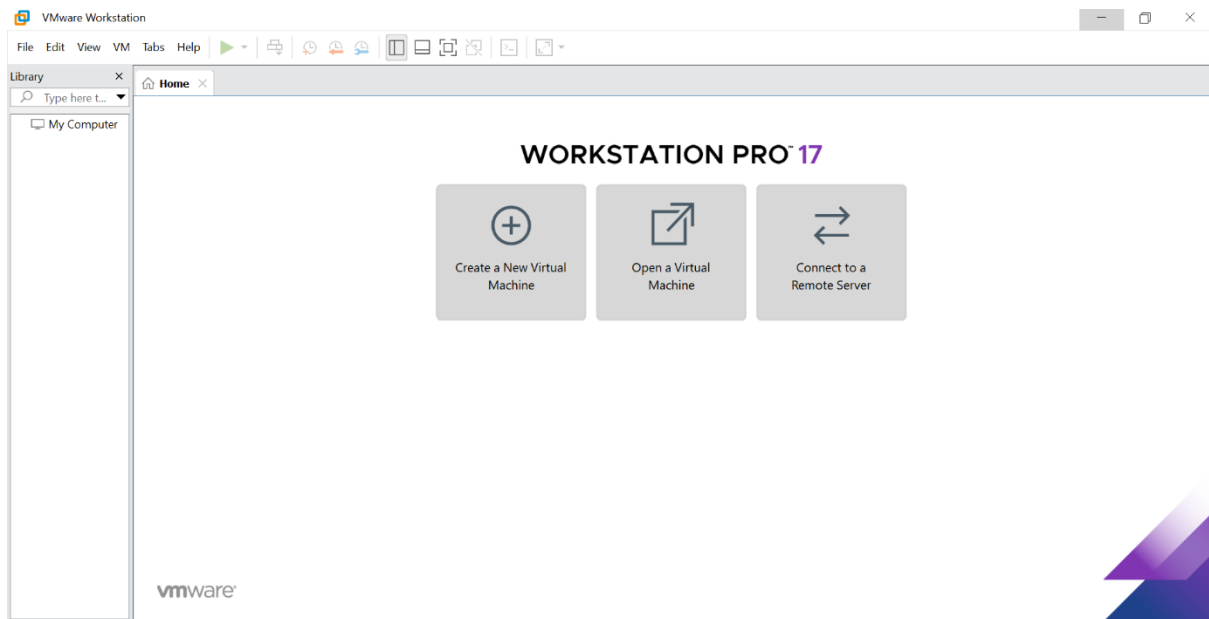 VMware Workstation
File Edit View VM Tabs Help
Library
Type here t...
My Computer
Home
WORKSTATION PRO™ 17
Create a New Virtual
Machine
Open a Virtual
Machine
Connect to a
Remote Server
vmware®